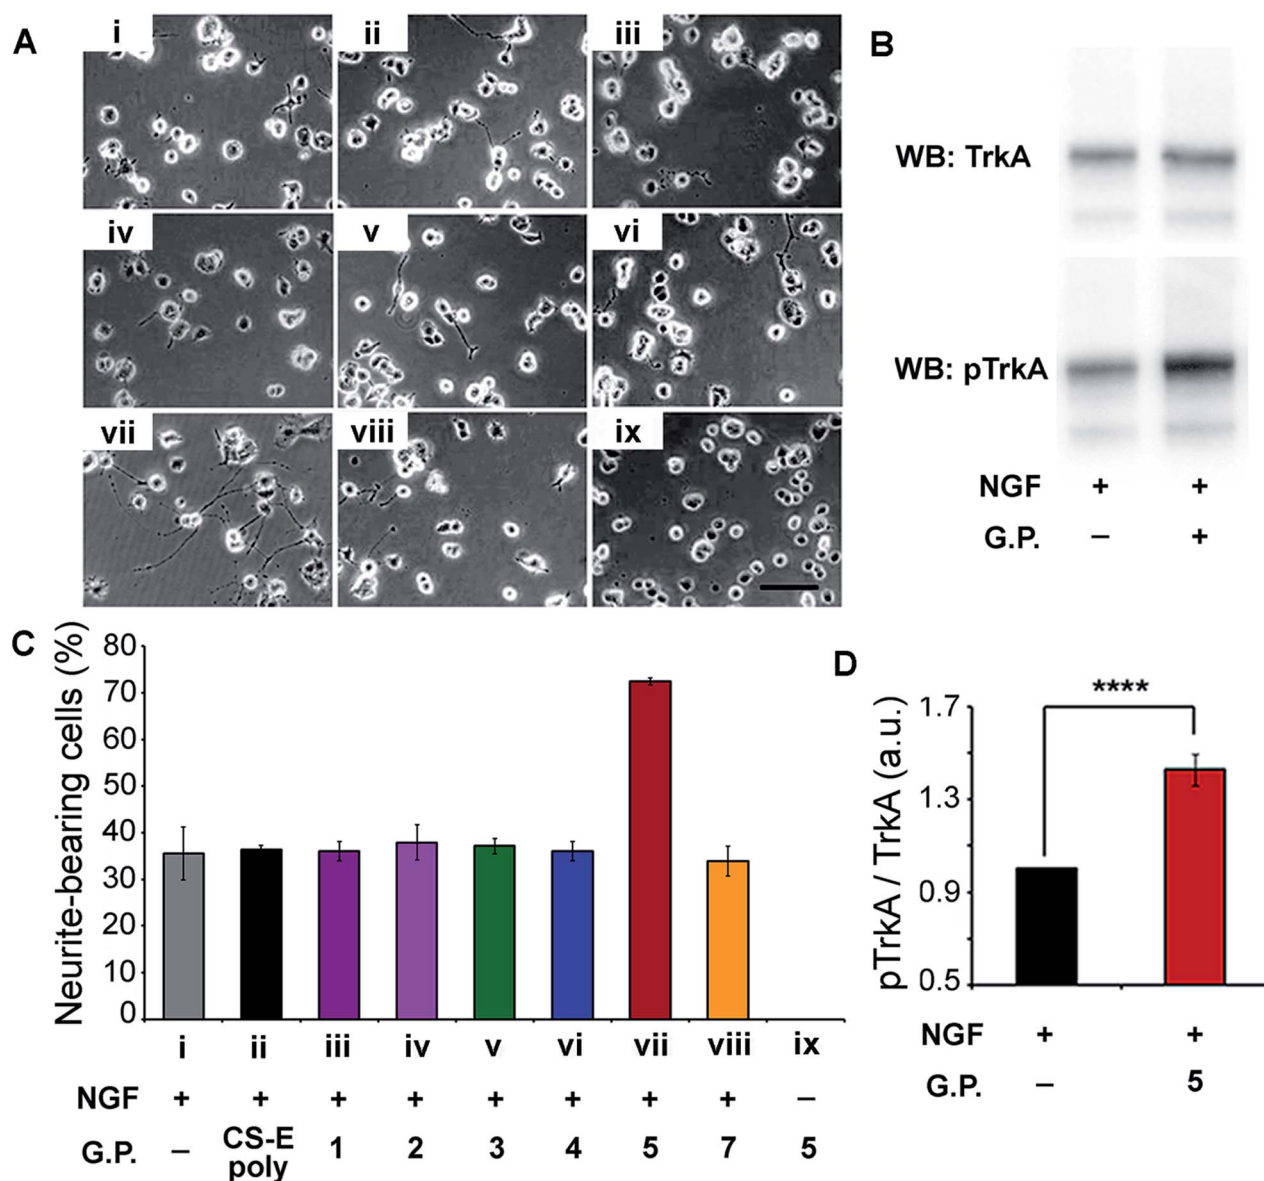 A
i
ii
iii
iv
v
vi
vii
viii
ix
B
WB: TrkA
WB: pTrkA
NGF + +
G.P. – +
C
Neurite-bearing cells (%)
80
70
60
50
40
30
20
10
0
i ii iii iv v vi vii viii ix
NGF + + + + + + + + –
G.P. – CS-E poly 1 2 3 4 5 7 5
D
pTrkA / TrkA (a.u.)
****
1.7
1.3
0.9
0.5
NGF + +
G.P. – 5